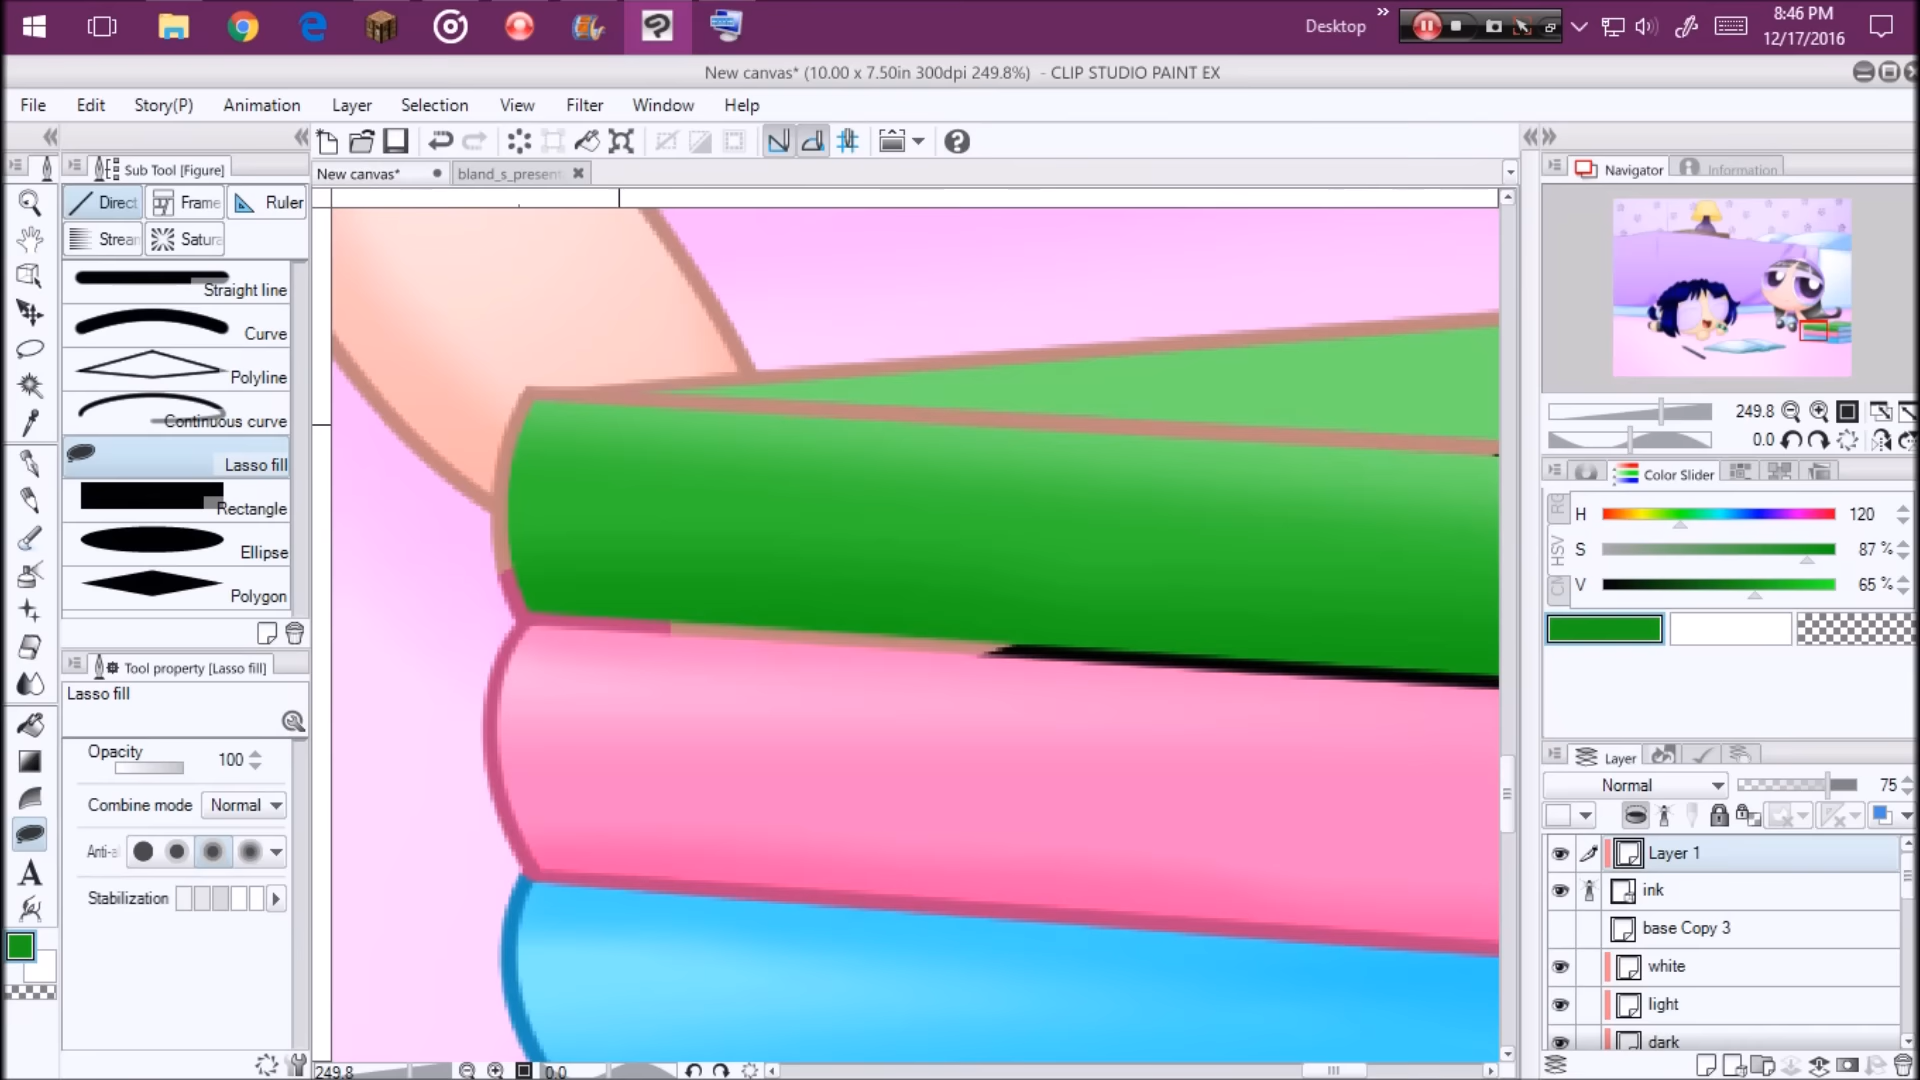 Desktop
8:46 PM
12/17/2016
New canvas* (10.00 x 7.50in 300dpi 249.8%) - CLIP STUDIO PAINT EX
File Edit Story(P) Animation Layer Selection View Filter Window Help
Sub Tool [Figure]
New canvas* bland_s_present
Navigator Information
Direct Frame Ruler
Strear Satura
Straight line
Curve
Polyline
Continuous curve
Lasso fill
Rectangle
Ellipse
Polygon
249.8
0.0
Color Slider
H 120
S 87 %
V 65 %
HSV
Tool property [Lasso fill]
Lasso fill
Opacity 100
Combine mode Normal
Anti-a
Stabilization
A
Layer
Normal 75
Layer 1
ink
base Copy 3
white
light
dark
249.8 0.0